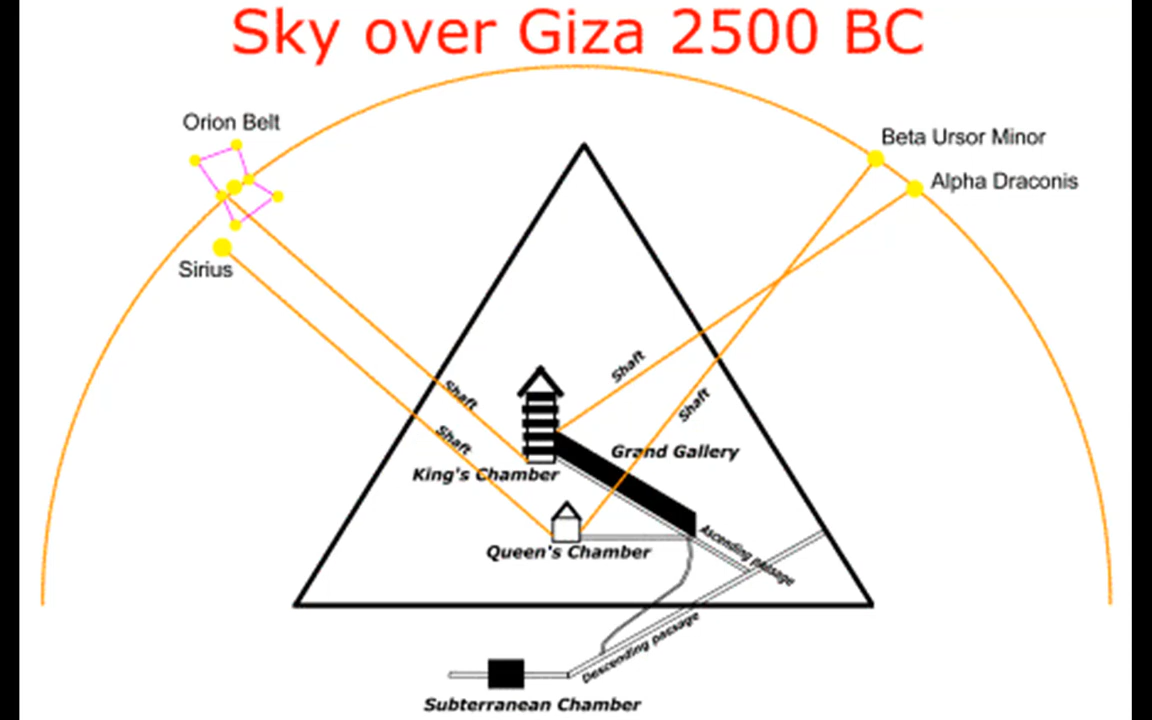 Sky over Giza 2500 BC
Orion Belt
Beta Ursor Minor
Alpha Draconis
Sirius
Shaft
Shaft
Shaft
Shaft
Grand Gallery
King's Chamber
Queen's Chamber
Ascending passage
Descending passage
Subterranean Chamber